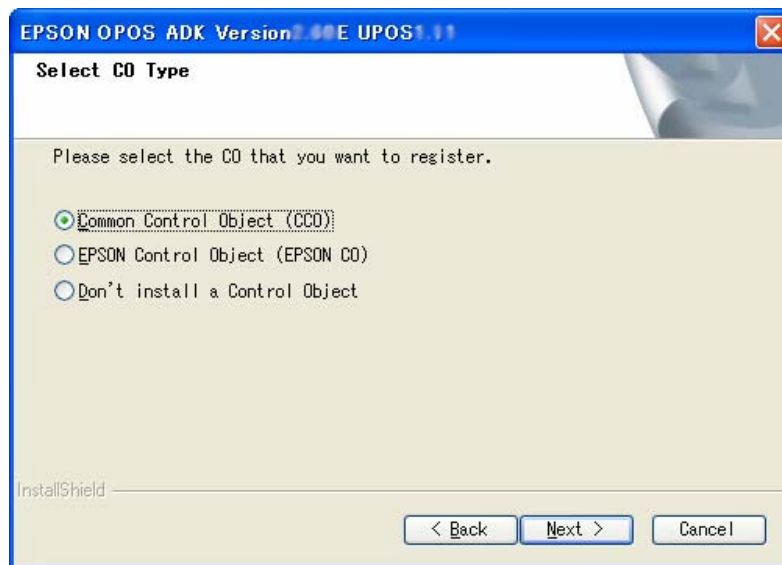 EPSON OPOS ADK Version E UPOS
Select CO Type
Please select the CO that you want to register.
Common Control Object (CCO)
EPSON Control Object (EPSON CO)
Don't install a Control Object
InstallShield
< Back Next > Cancel